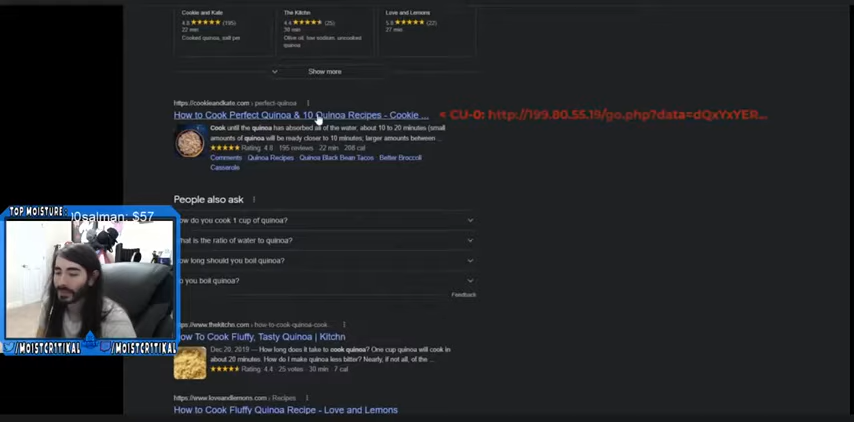 Cookie and Kate
The Kitchn
Love and Lemons
4.8 ★★★★★ (195)
4.4 ★★★★★ (25)
5.0 ★★★★★ (22)
22 min
30 min
27 min
Cooked quinoa, salt per
Olive oil, low sodium, uncooked
quinoa
Show more
https://cookieandkate.com › perfect-quinoa
How to Cook Perfect Quinoa & 10 Quinoa Recipes - Cookie ...
< CU-0: http://199.80.55.19/go.php?data=dQxYxYER...
Cook until the quinoa has absorbed all of the water, about 10 to 20 minutes (small
amounts of quinoa will be ready closer to 10 minutes; larger amounts between ...
★★★★★ Rating: 4.8 · 195 reviews · 22 min · 208 cal
Comments · Quinoa Recipes · Quinoa Black Bean Tacos · Better Broccoli
Casserole
People also ask
ow do you cook 1 cup of quinoa?
hat is the ratio of water to quinoa?
ow long should you boil quinoa?
o you boil quinoa?
Feedback
TOP MOISTURE:
0salman: $57
/MO1STCR1TIKAL
/MO1STCR1TIKAL
https://www.thekitchn.com › how-to-cook-quinoa-cook...
ow To Cook Fluffy, Tasty Quinoa | Kitchn
Dec 20, 2019 — How long does it take to cook quinoa? One cup quinoa will cook in
about 20 minutes. How do I make quinoa less bitter? Nearly, if not all, of the ...
★★★★★ Rating: 4.4 · 25 votes · 30 min · 7 cal
https://www.loveandlemons.com › Recipes
How to Cook Fluffy Quinoa Recipe - Love and Lemons